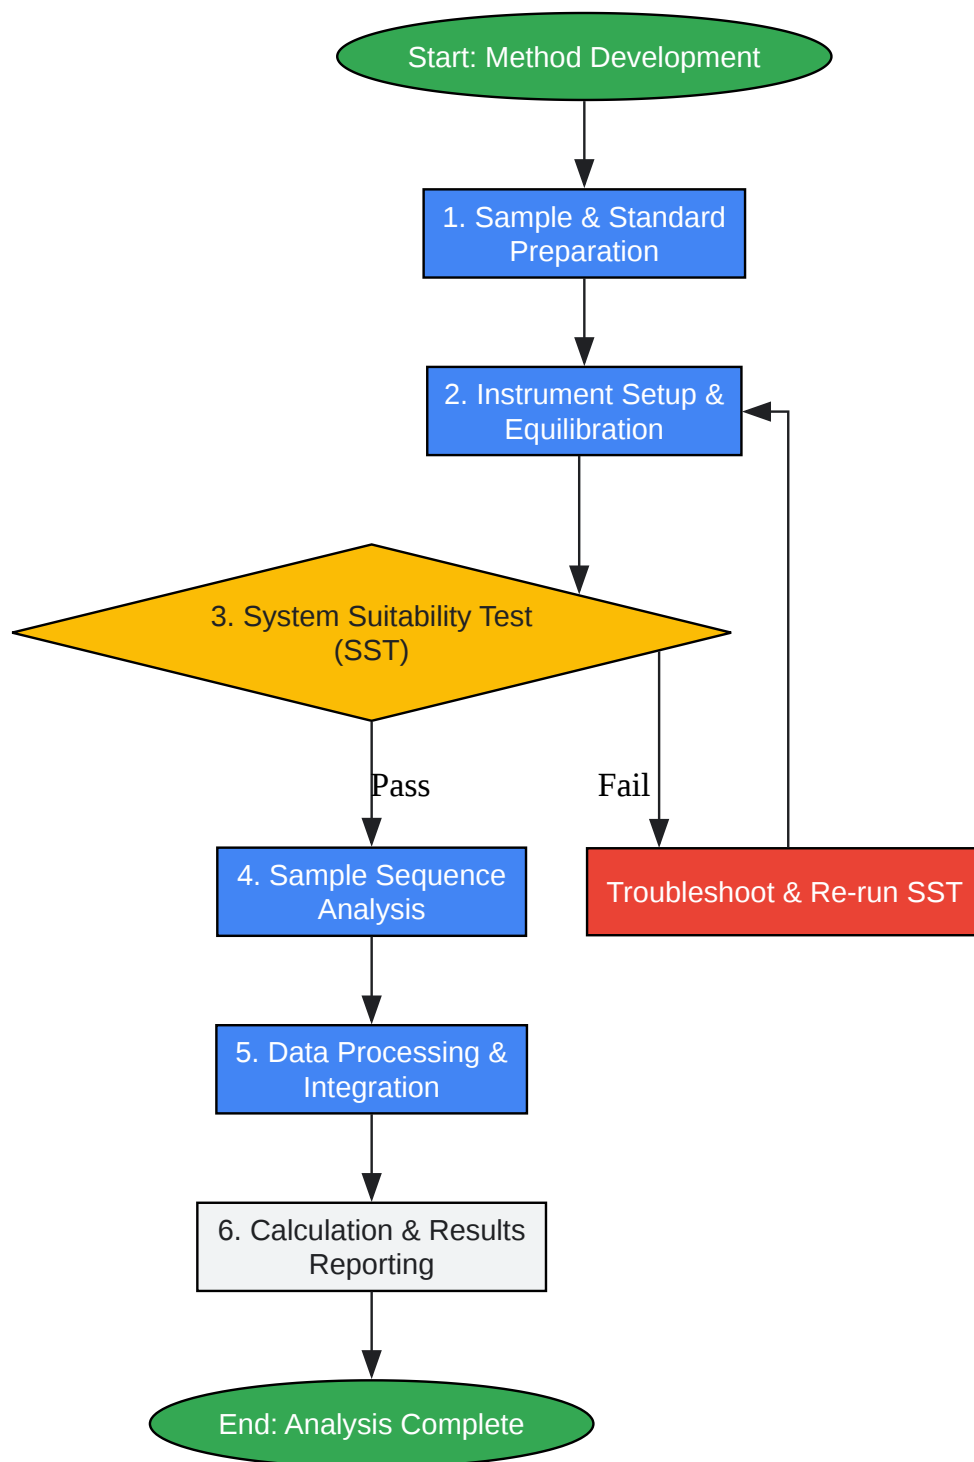 Start: Method Development
1. Sample & Standard
Preparation
2. Instrument Setup &
Equilibration
3. System Suitability Test
(SST)
Pass
Fail
4. Sample Sequence
Analysis
Troubleshoot & Re-run SST
5. Data Processing &
Integration
6. Calculation & Results
Reporting
End: Analysis Complete